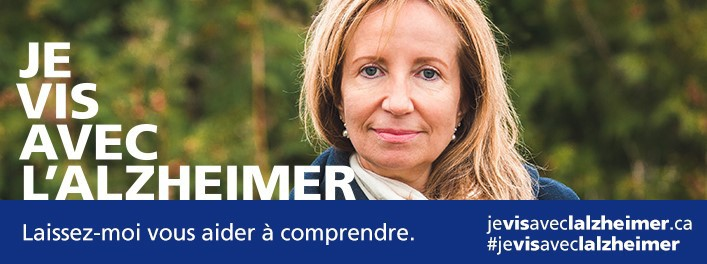 JE
VIS
AVEC
L'ALZHEIMER
Laissez-moi vous aider à comprendre.
jevisaveclalzheimer.ca
#jevisaveclalzheimer